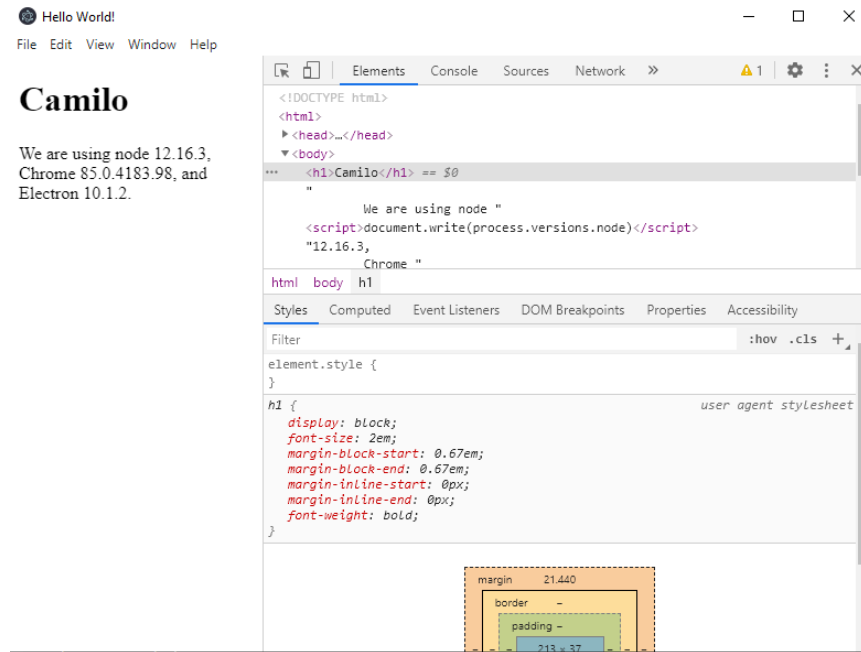 Hello World!
File Edit View Window Help
Camilo
We are using node 12.16.3,
Chrome 85.0.4183.98, and
Electron 10.1.2.
Elements Console Sources Network » 1
<!DOCTYPE html>
<html>
<head>…</head>
<body>
<h1>Camilo</h1> == $0
"
We are using node "
<script>document.write(process.versions.node)</script>
"12.16.3,
Chrome "
html body h1
Styles Computed Event Listeners DOM Breakpoints Properties Accessibility
Filter :hov .cls +
element.style {
}
h1 { user agent stylesheet
display: block;
font-size: 2em;
margin-block-start: 0.67em;
margin-block-end: 0.67em;
margin-inline-start: 0px;
margin-inline-end: 0px;
font-weight: bold;
}
margin 21.440
border –
padding –
213 × 37